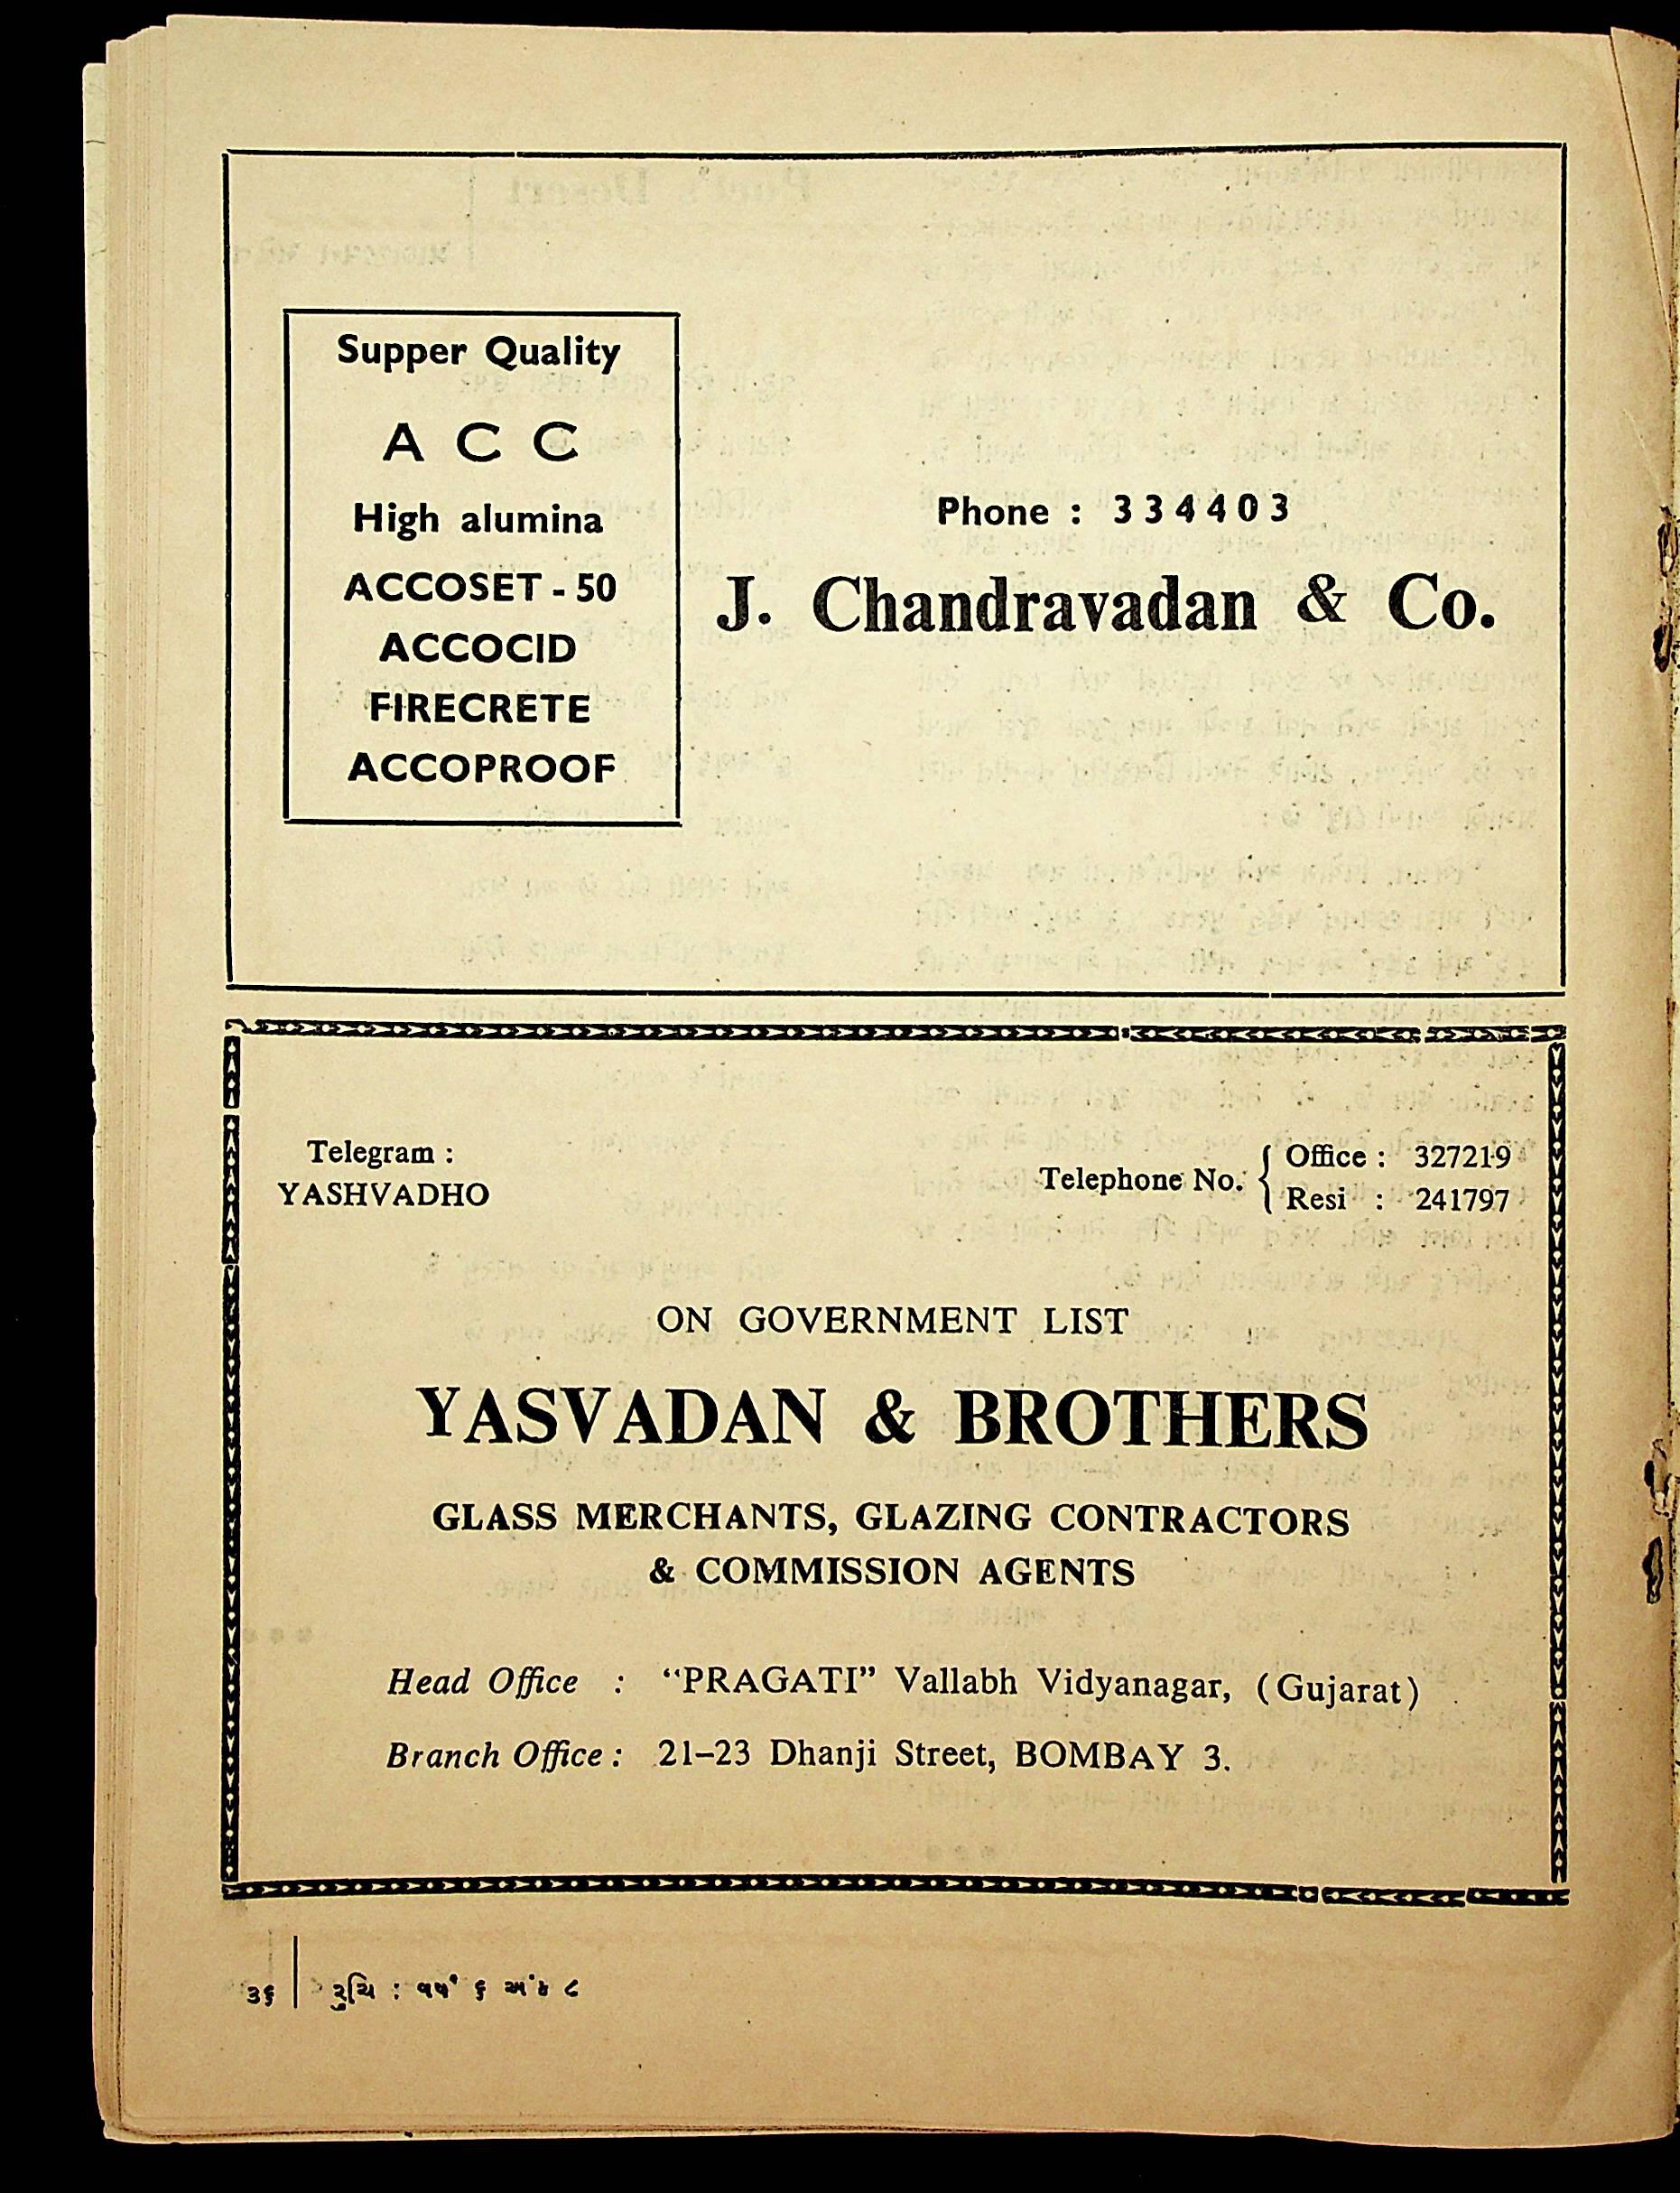 Supper Quality
A C C
High alumina
ACCOSET - 50
ACCOCID
FIRECRETE
ACCOPROOF
Phone : 334403
J. Chandravadan & Co.
Telegram :
YASHVADHO
Telephone No. { Office : 327219
Resi : 241797
ON GOVERNMENT LIST
YASVADAN & BROTHERS
GLASS MERCHANTS, GLAZING CONTRACTORS
& COMMISSION AGENTS
Head Office : “PRAGATI” Vallabh Vidyanagar, (Gujarat)
Branch Office : 21–23 Dhanji Street, BOMBAY 3.
૩૬ | રુચિ : વર્ષ ૬ અંક ૮